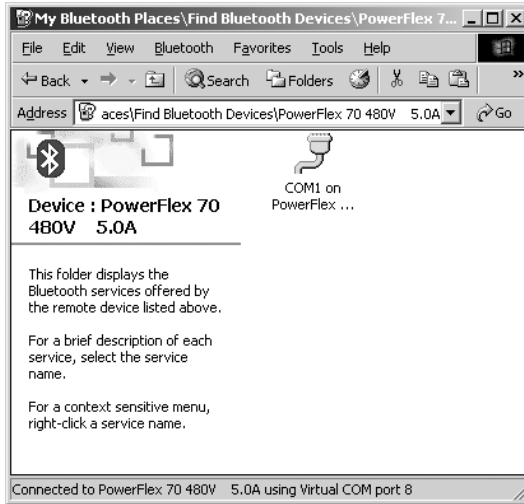 My Bluetooth Places\Find Bluetooth Devices\PowerFlex 7...
File Edit View Bluetooth Favorites Tools Help
Back Search Folders »
Address aces\Find Bluetooth Devices\PowerFlex 70 480V 5.0A Go
Device : PowerFlex 70
480V 5.0A
COM1 on
PowerFlex ...
This folder displays the
Bluetooth services offered by
the remote device listed above.
For a brief description of each
service, select the service
name.
For a context sensitive menu,
right-click a service name.
Connected to PowerFlex 70 480V 5.0A using Virtual COM port 8